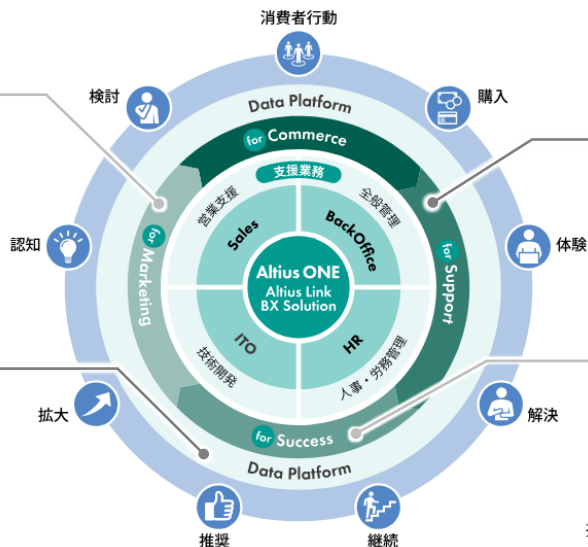 消費者行動
検討
購入
Data Platform
for Commerce
支援業務
営業支援
全般管理
Sales
BackOffice
認知
体験
for Marketing
for Support
Altius ONE
Altius Link
BX Solution
ITO
HR
技術開発
人事・労務管理
拡大
解決
for Success
Data Platform
推奨
継続